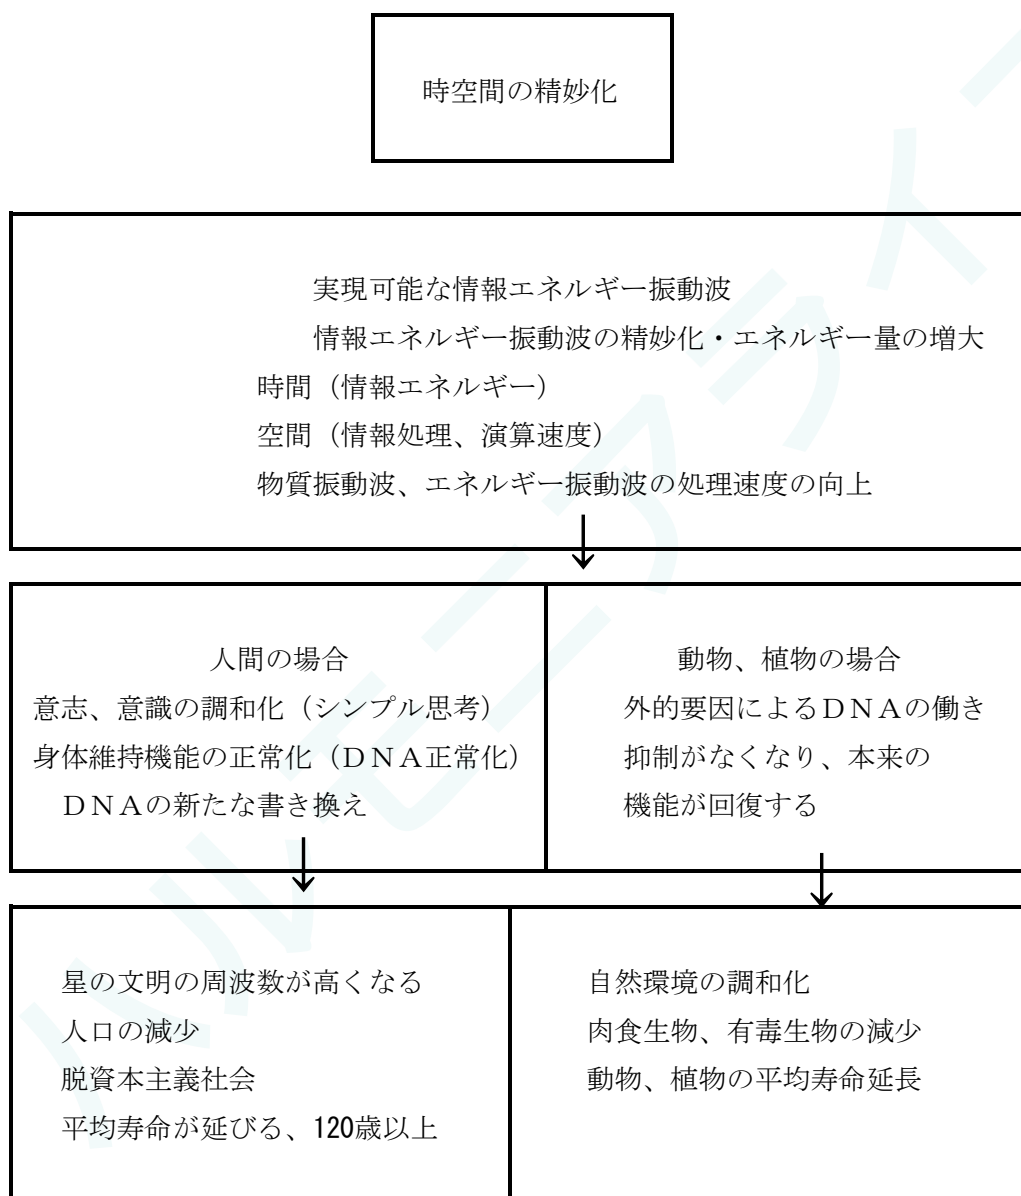 時空間の精妙化
実現可能な情報エネルギー振動波
情報エネルギー振動波の精妙化・エネルギー量の増大
時間（情報エネルギー）
空間（情報処理、演算速度）
物質振動波、エネルギー振動波の処理速度の向上
人間の場合
意志、意識の調和化（シンプル思考）
身体維持機能の正常化（ＤＮＡ正常化）
ＤＮＡの新たな書き換え
動物、植物の場合
外的要因によるＤＮＡの働き
抑制がなくなり、本来の
機能が回復する
星の文明の周波数が高くなる
人口の減少
脱資本主義社会
平均寿命が延びる、120歳以上
自然環境の調和化
肉食生物、有毒生物の減少
動物、植物の平均寿命延長
ハルモニアライー